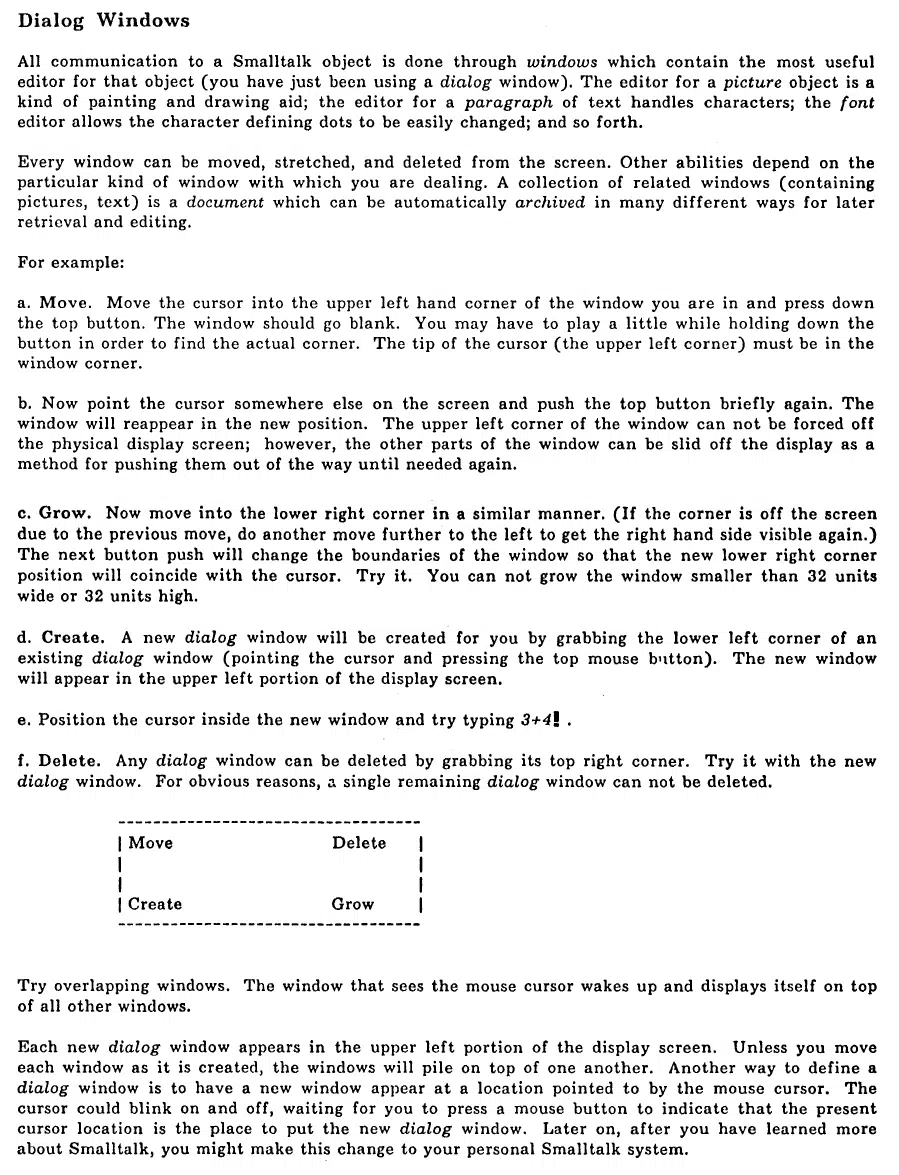 Dialog Windows
All communication to a Smalltalk object is done through windows which contain the most useful
editor for that object (you have just been using a dialog window). The editor for a picture object is a
kind of painting and drawing aid; the editor for a paragraph of text handles characters; the font
editor allows the character defining dots to be easily changed; and so forth.
Every window can be moved, stretched, and deleted from the screen. Other abilities depend on the
particular kind of window with which you are dealing. A collection of related windows (containing
pictures, text) is a document which can be automatically archived in many different ways for later
retrieval and editing.
For example:
a. Move. Move the cursor into the upper left hand corner of the window you are in and press down
the top button. The window should go blank. You may have to play a little while holding down the
button in order to find the actual corner. The tip of the cursor (the upper left corner) must be in the
window corner.
b. Now point the cursor somewhere else on the screen and push the top button briefly again. The
window will reappear in the new position. The upper left corner of the window can not be forced off
the physical display screen; however, the other parts of the window can be slid off the display as a
method for pushing them out of the way until needed again.
c. Grow. Now move into the lower right corner in a similar manner. (If the corner is off the screen
due to the previous move, do another move further to the left to get the right hand side visible again.)
The next button push will change the boundaries of the window so that the new lower right corner
position will coincide with the cursor. Try it. You can not grow the window smaller than 32 units
wide or 32 units high.
d. Create. A new dialog window will be created for you by grabbing the lower left corner of an
existing dialog window (pointing the cursor and pressing the top mouse button). The new window
will appear in the upper left portion of the display screen.
e. Position the cursor inside the new window and try typing 3+4! .
f. Delete. Any dialog window can be deleted by grabbing its top right corner. Try it with the new
dialog window. For obvious reasons, a single remaining dialog window can not be deleted.
-----------------------------------
| Move Delete |
| |
| |
| Create Grow |
-----------------------------------
Try overlapping windows. The window that sees the mouse cursor wakes up and displays itself on top
of all other windows.
Each new dialog window appears in the upper left portion of the display screen. Unless you move
each window as it is created, the windows will pile on top of one another. Another way to define a
dialog window is to have a new window appear at a location pointed to by the mouse cursor. The
cursor could blink on and off, waiting for you to press a mouse button to indicate that the present
cursor location is the place to put the new dialog window. Later on, after you have learned more
about Smalltalk, you might make this change to your personal Smalltalk system.